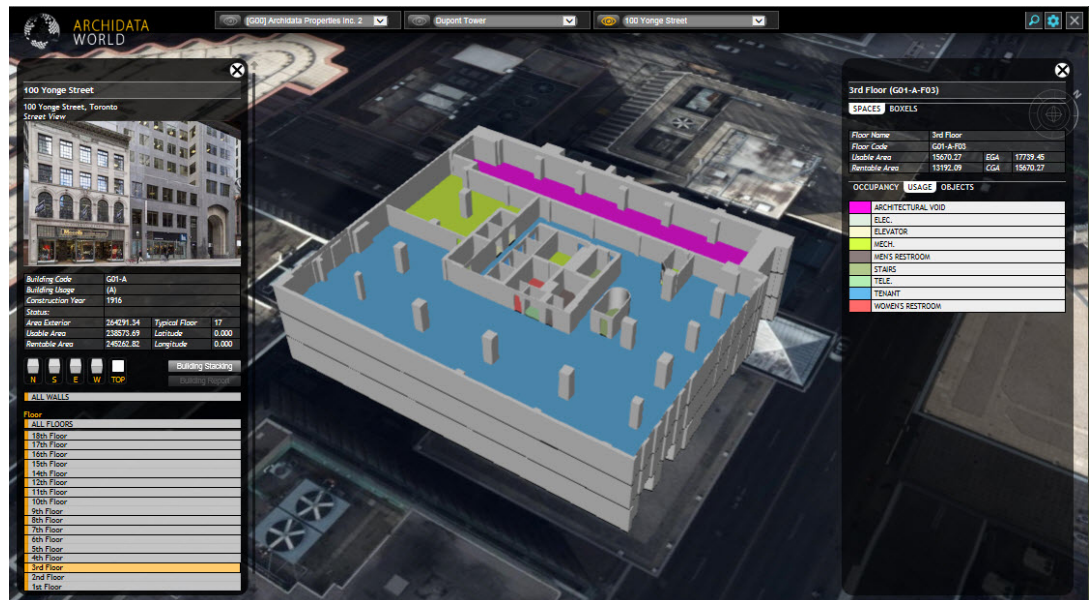 ARCHIDATA
WORLD
[G00] Archidata Properties Inc. 2
Dupont Tower
100 Yonge Street
100 Yonge Street
100 Yonge Street, Toronto
Street View
Building Code G01-A
Building Usage (A)
Construction Year 1916
Status:
Area Exterior 264291.34 Typical Floor 17
Usable Area 238573.69 Latitude 0.000
Rentable Area 245262.82 Longitude 0.000
N S E W TOP
Building Stacking
Building Report
ALL WALLS
Floor
ALL FLOORS
18th Floor
17th Floor
16th Floor
15th Floor
14th Floor
12th Floor
11th Floor
10th Floor
9th Floor
8th Floor
7th Floor
6th Floor
5th Floor
4th Floor
3rd Floor
2nd Floor
1st Floor
3rd Floor (G01-A-F03)
N
SPACES BOXELS
Floor Name 3rd Floor
Floor Code G01-A-F03
Usable Area 15670.27 EGA 17739.45
Rentable Area 13192.09 CGA 15670.27
OCCUPANCY USAGE OBJECTS
ARCHITECTURAL VOID
ELEC.
ELEVATOR
MECH.
MEN'S RESTROOM
STAIRS
TELE.
TENANT
WOMEN'S RESTROOM